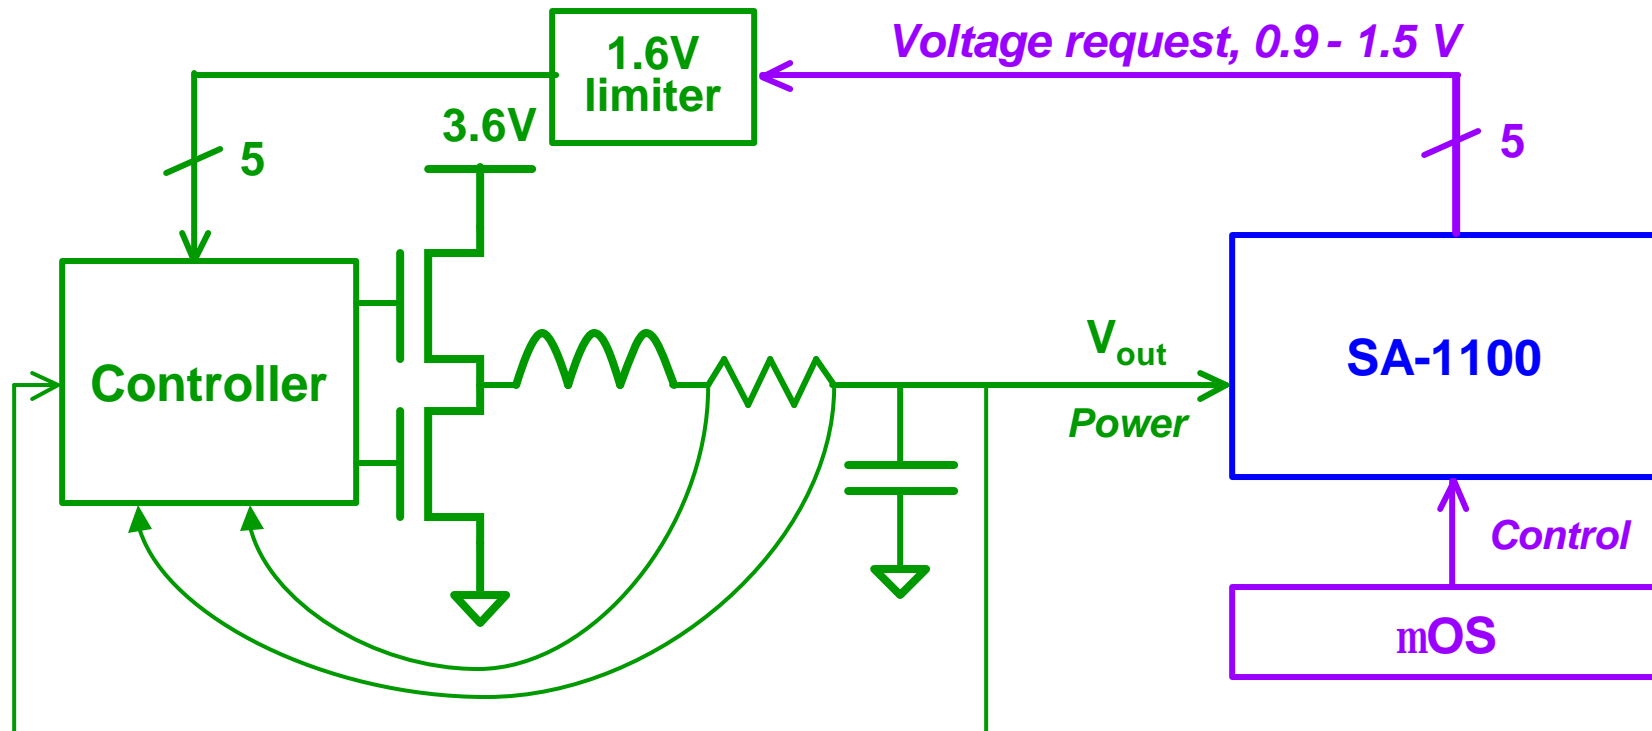 Voltage request, 0.9 - 1.5 V
1.6V
limiter
3.6V
5
5
Controller
V
out
Power
SA-1100
Control
mOS